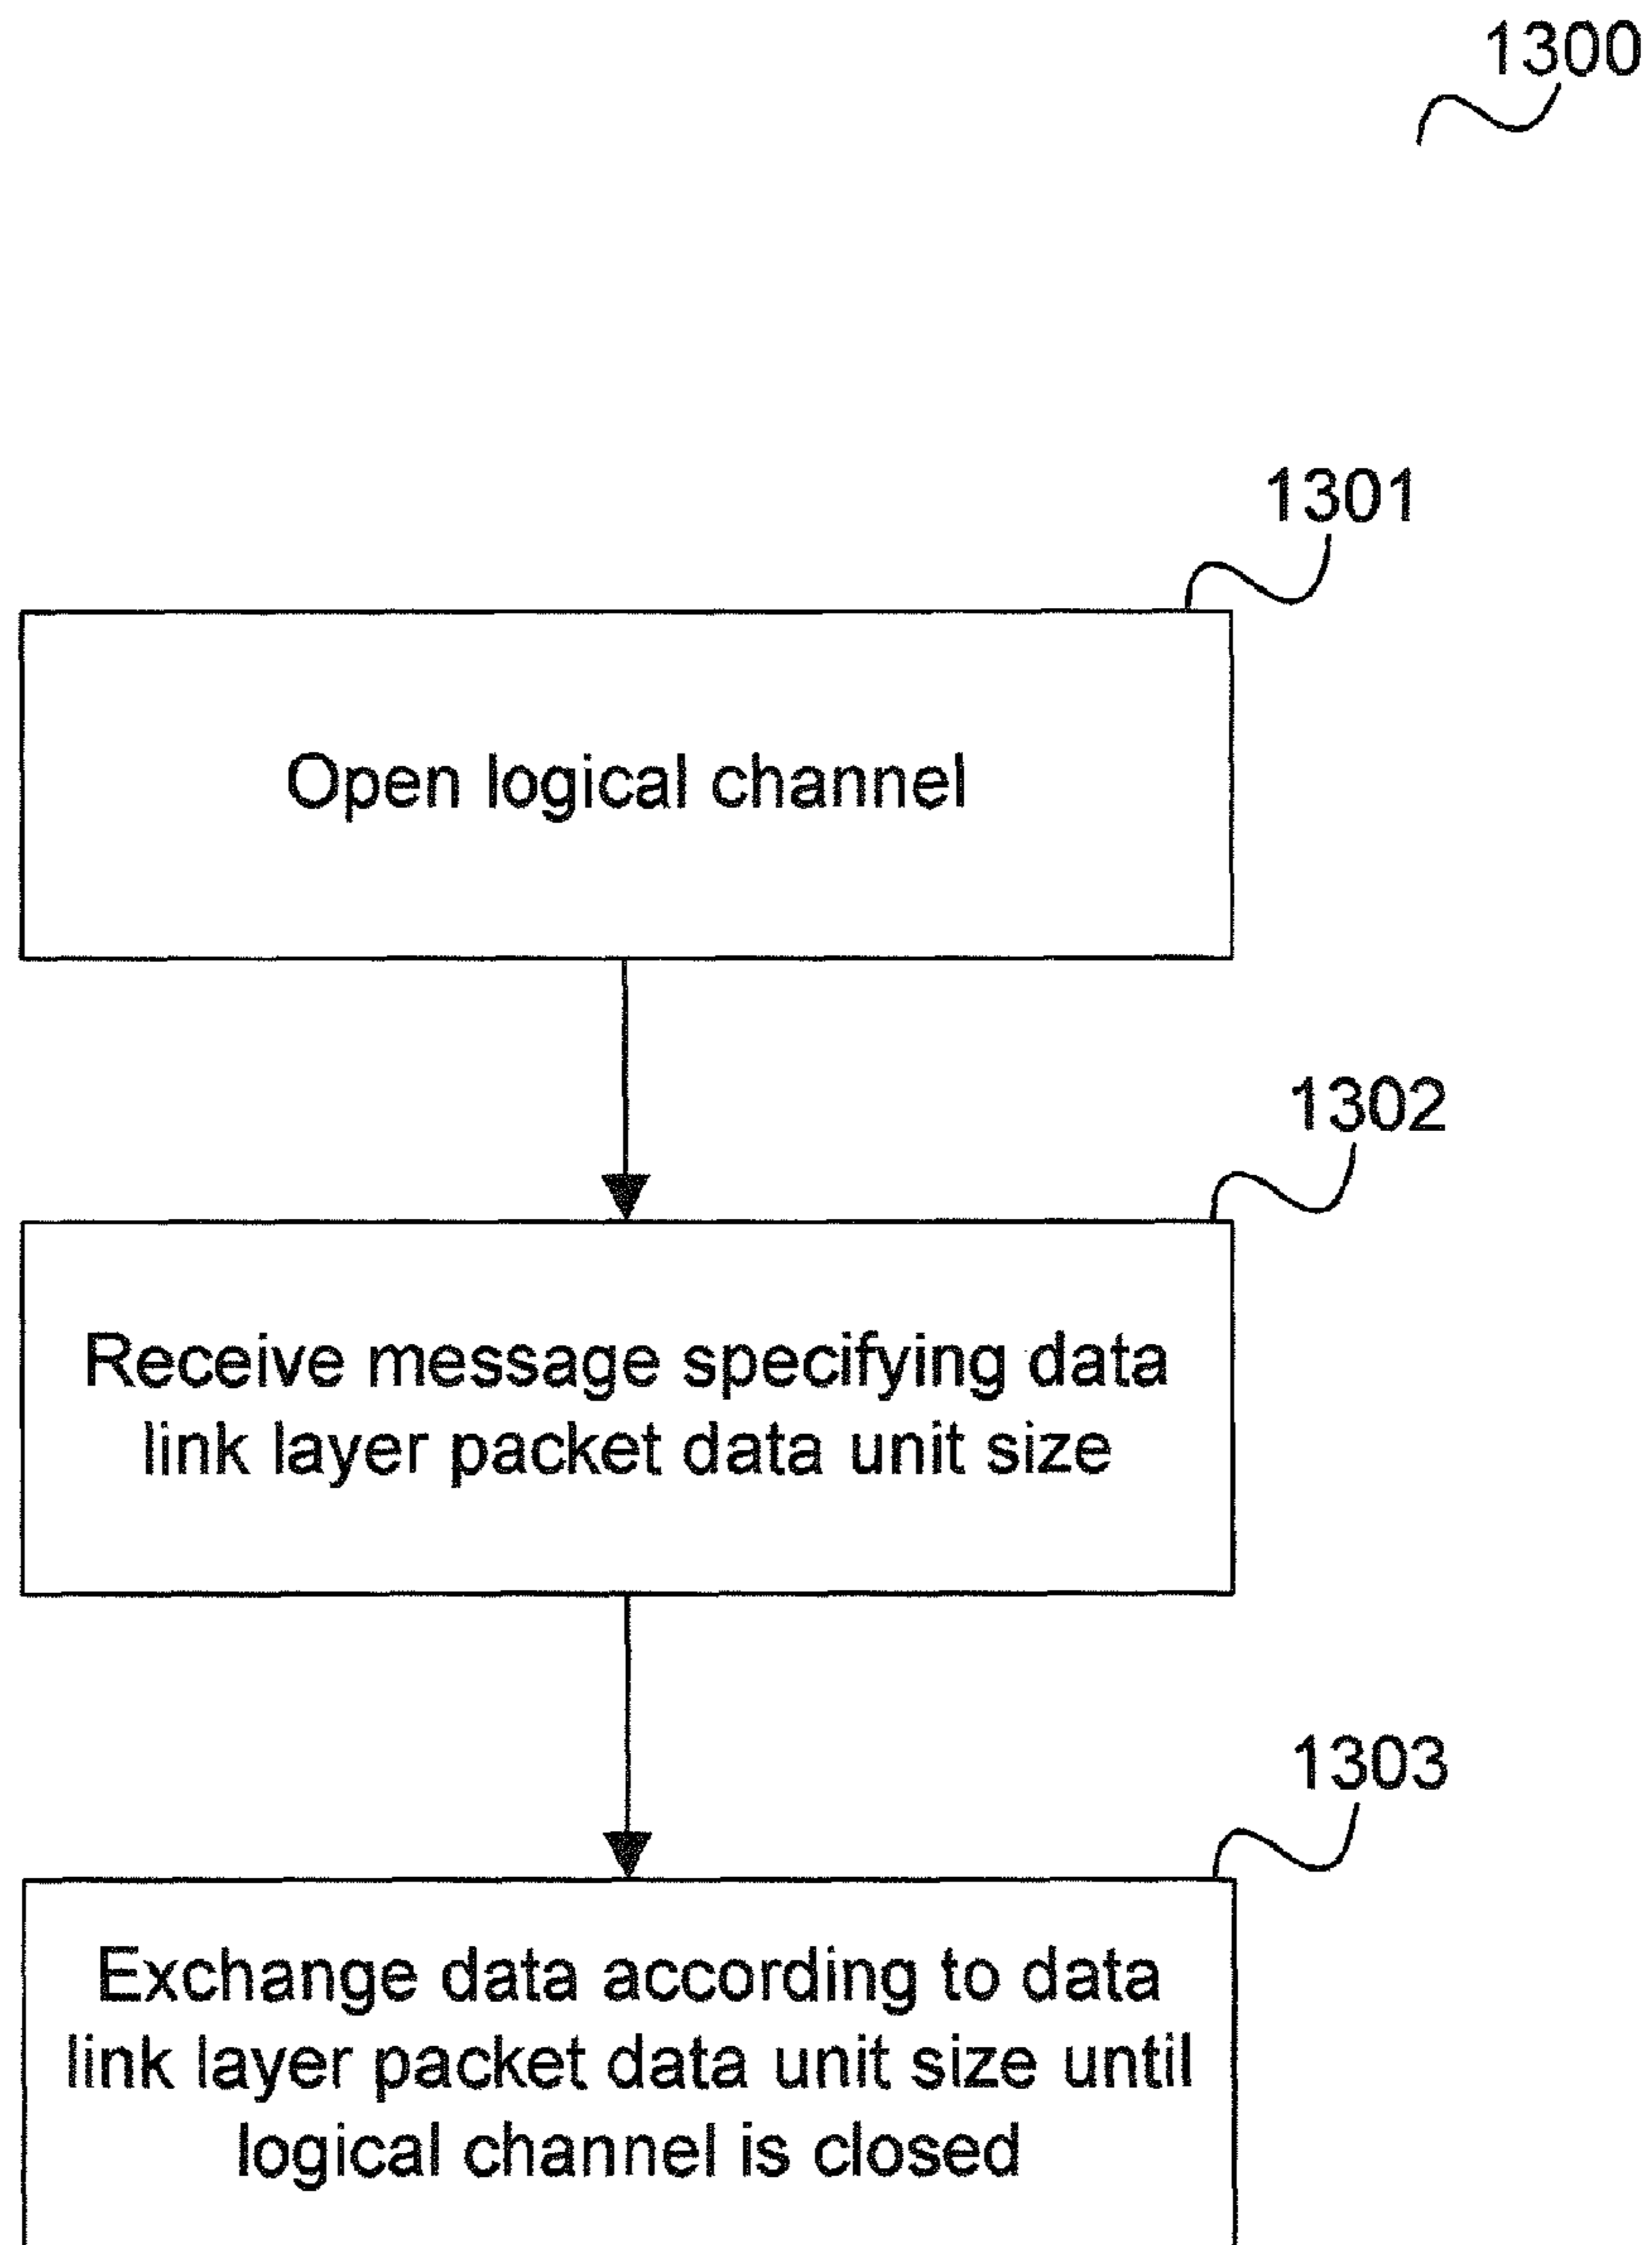 1300
1301
Open logical channel
1302
Receive message specifying data
link layer packet data unit size
1303
Exchange data according to data
link layer packet data unit size until
logical channel is closed